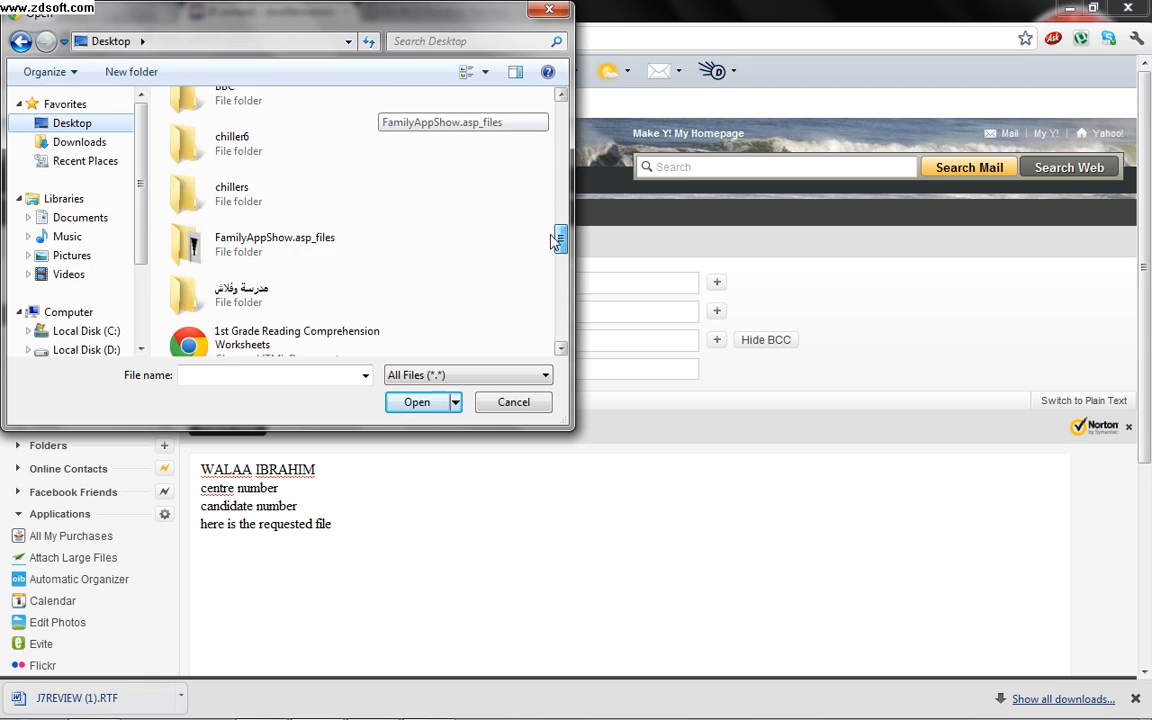 www.zdsoft.com
Desktop
Search Desktop
Organize
New folder
Favorites
Desktop
Downloads
Recent Places
Libraries
Documents
Music
Pictures
Videos
Computer
Local Disk (C:)
Local Disk (D:)
BBC
File folder
FamilyAppShow.asp_files
chiller6
File folder
chillers
File folder
FamilyAppShow.asp_files
File folder
هدرسة وفلاش
File folder
1st Grade Reading Comprehension
Worksheets
File name:
All Files (*.*)
Open
Cancel
Ask
Make Y! My Homepage
Mail
My Y!
Yahoo!
Search
Search Mail
Search Web
Hide BCC
Switch to Plain Text
Norton
by Symantec
Folders
Online Contacts
Facebook Friends
Applications
All My Purchases
Attach Large Files
oib
Automatic Organizer
Calendar
Edit Photos
Evite
Flickr
WALAA IBRAHIM
centre number
candidate number
here is the requested file
J7REVIEW (1).RTF
Show all downloads...